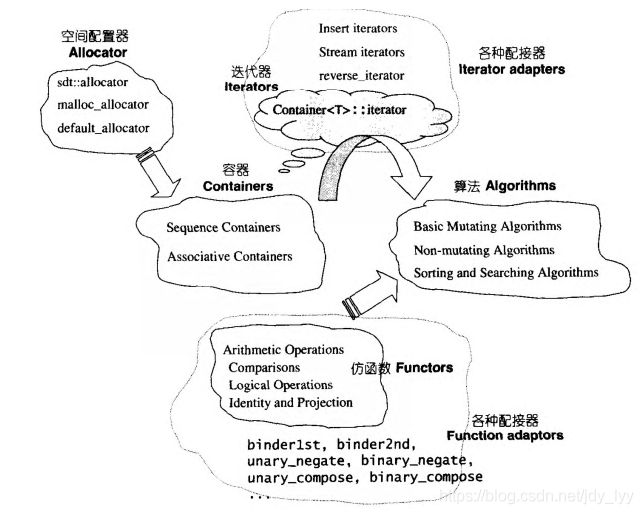 空间配置器
Allocator
sdt::allocator
malloc_allocator
default_allocator
Insert iterators
Stream iterators
reverse_iterator
迭代器
Iterators
Container<T>::iterator
各种配接器
Iterator adapters
容器
Containers
Sequence Containers
Associative Containers
算法 Algorithms
Basic Mutating Algorithms
Non-mutating Algorithms
Sorting and Searching Algorithms
Arithmetic Operations
Comparisons
Logical Operations
Identity and Projection
仿函数 Functors
各种配接器
Function adaptors
binder1st, binder2nd,
unary_negate, binary_negate,
unary_compose, binary_compose
...
https://blog.csdn.net/jdy_lyy